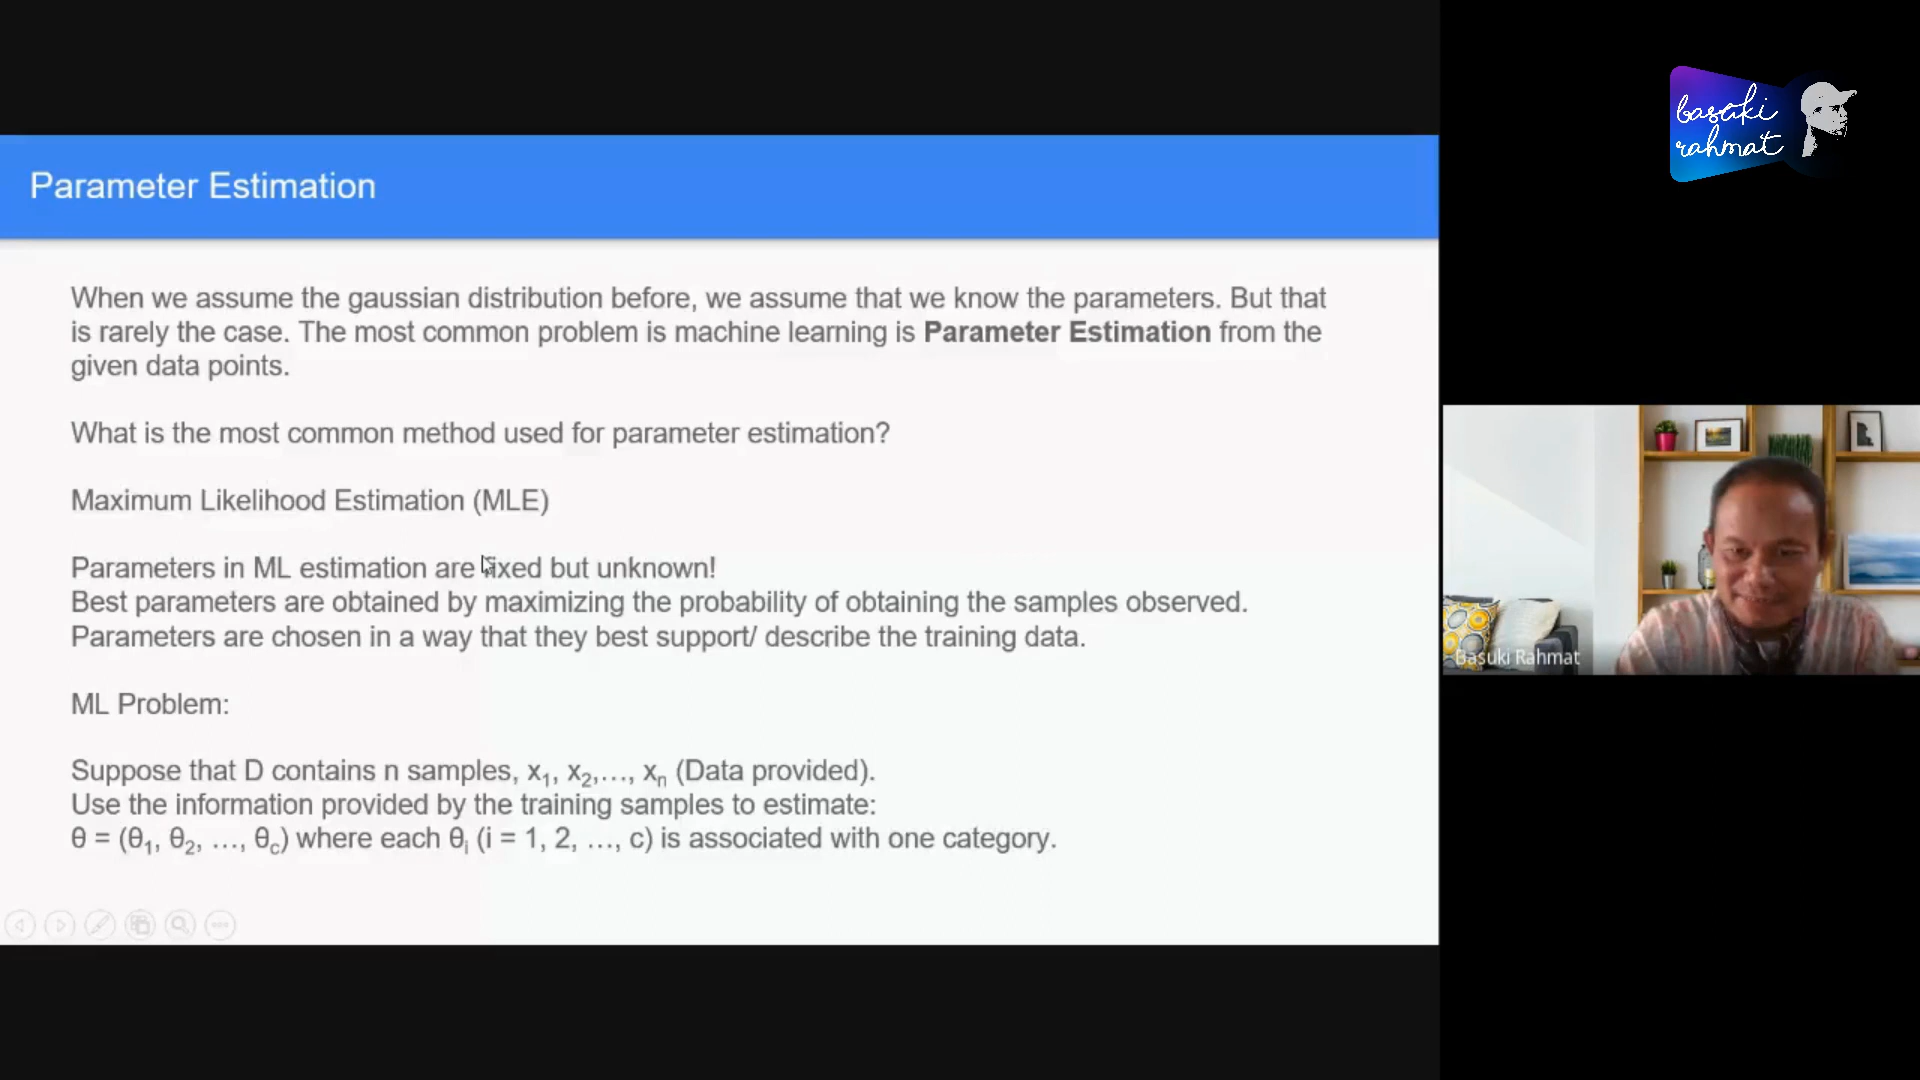 Parameter Estimation
When we assume the gaussian distribution before, we assume that we know the parameters. But that
is rarely the case. The most common problem is machine learning is Parameter Estimation from the
given data points.
What is the most common method used for parameter estimation?
Maximum Likelihood Estimation (MLE)
Parameters in ML estimation are fixed but unknown!
Best parameters are obtained by maximizing the probability of obtaining the samples observed.
Parameters are chosen in a way that they best support/ describe the training data.
ML Problem:
Suppose that D contains n samples, x₁, x₂,…, xₙ (Data provided).
Use the information provided by the training samples to estimate:
θ = (θ₁, θ₂, …, θc) where each θᵢ (i = 1, 2, …, c) is associated with one category.
basuki
rahmat
Basuki Rahmat